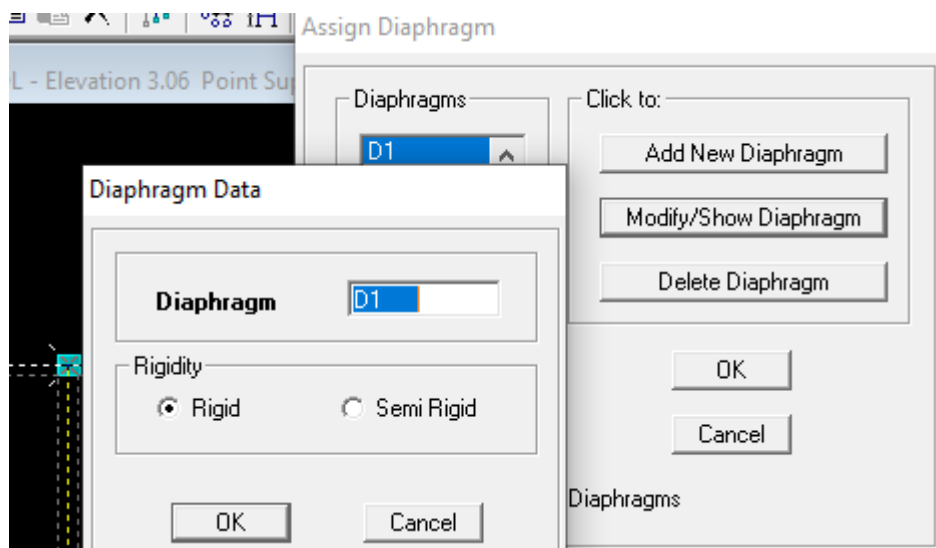 Assign Diaphragm
L - Elevation 3.06 Point Sup
Diaphragms
D1
Click to:
Add New Diaphragm
Modify/Show Diaphragm
Delete Diaphragm
OK
Cancel
Diaphragms
Diaphragm Data
Diaphragm
D1
Rigidity
Rigid
Semi Rigid
OK
Cancel